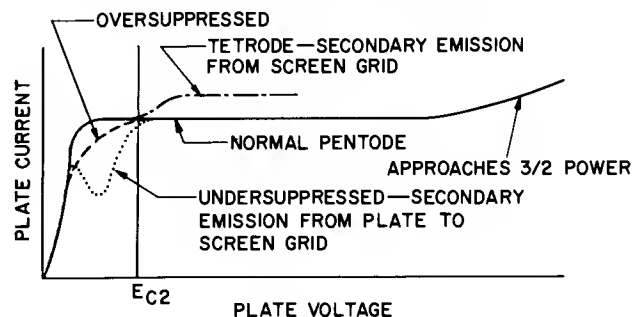 OVERSUPPRESSED
TETRODE—SECONDARY EMISSION
FROM SCREEN GRID
NORMAL PENTODE
APPROACHES 3/2 POWER
UNDERSUPPRESSED—SECONDARY
EMISSION FROM PLATE TO
SCREEN GRID
PLATE CURRENT
EC2
PLATE VOLTAGE